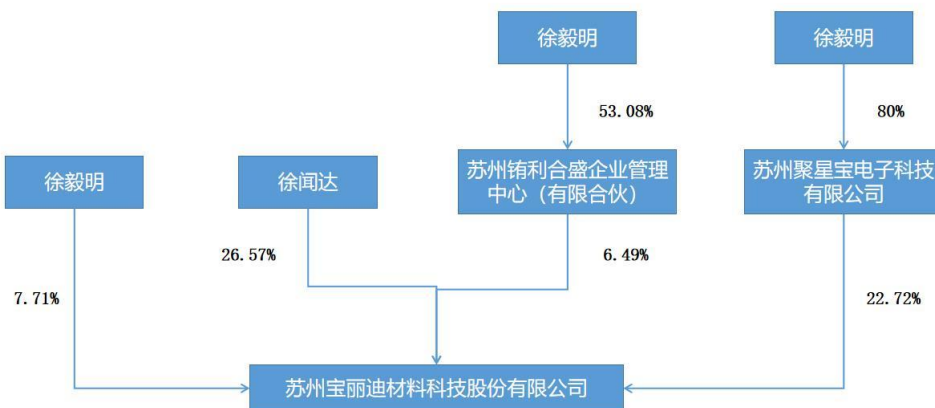 徐毅明
徐毅明
53.08%
80%
徐毅明
徐闻达
苏州铕利合盛企业管理
中心（有限合伙）
苏州聚星宝电子科技
有限公司
26.57%
6.49%
7.71%
22.72%
苏州宝丽迪材料科技股份有限公司